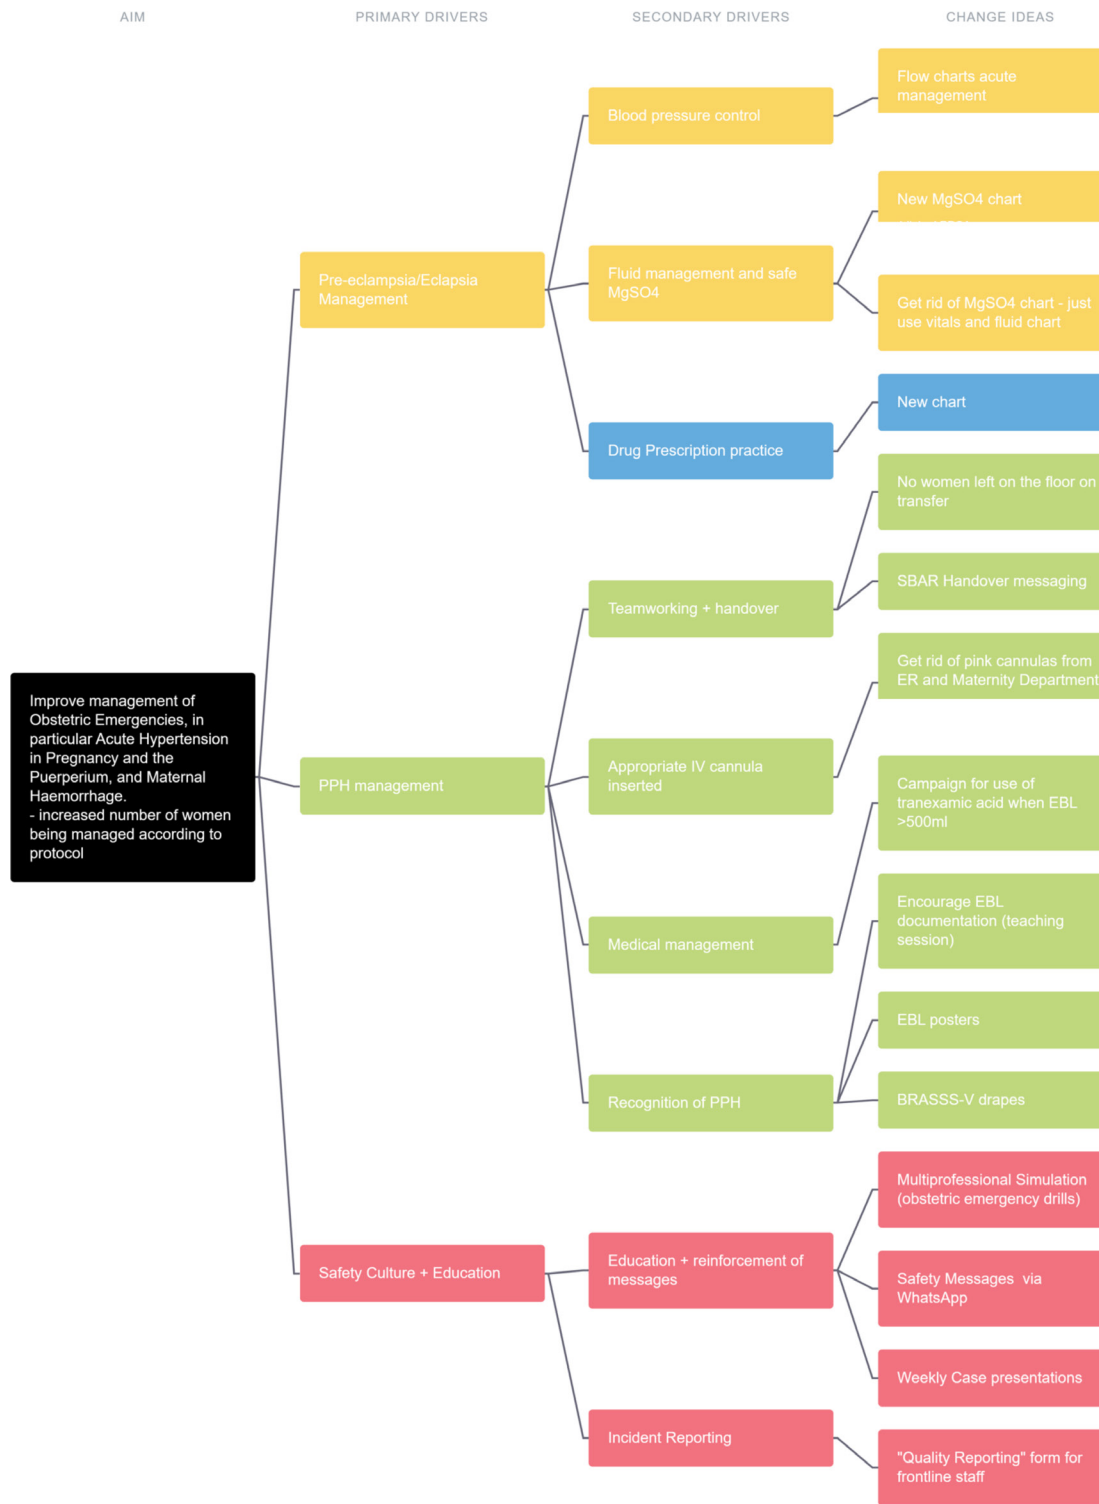 AIM
PRIMARY DRIVERS
SECONDARY DRIVERS
CHANGE IDEAS
Flow charts acute
management
Blood pressure control
New MgSO4 chart
Pre-eclampsia/Eclapsia
Management
Fluid management and safe
MgSO4
Get rid of MgSO4 chart - just
use vitals and fluid chart
New chart
Drug Prescription practice
No women left on the floor on
transfer
SBAR Handover messaging
Teamworking + handover
Get rid of pink cannulas from
ER and Maternity Department
Improve management of
Obstetric Emergencies, in
particular Acute Hypertension
in Pregnancy and the
Puerperium, and Maternal
Haemorrhage.
- increased number of women
being managed according to
protocol
PPH management
Appropriate IV cannula
inserted
Campaign for use of
tranexamic acid when EBL
>500ml
Encourage EBL
documentation (teaching
session)
Medical management
EBL posters
Recognition of PPH
BRASSS-V drapes
Multiprofessional Simulation
(obstetric emergency drills)
Safety Culture + Education
Education + reinforcement of
messages
Safety Messages  via
WhatsApp
Weekly Case presentations
Incident Reporting
"Quality Reporting" form for
frontline staff